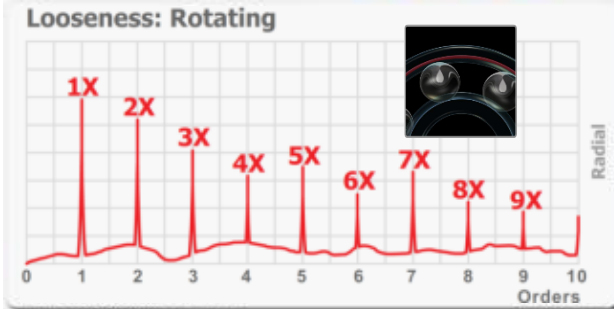 Looseness: Rotating
1X
2X
3X
4X
5X
6X
7X
8X
9X
Radial
0 1 2 3 4 5 6 7 8 9 10
Orders